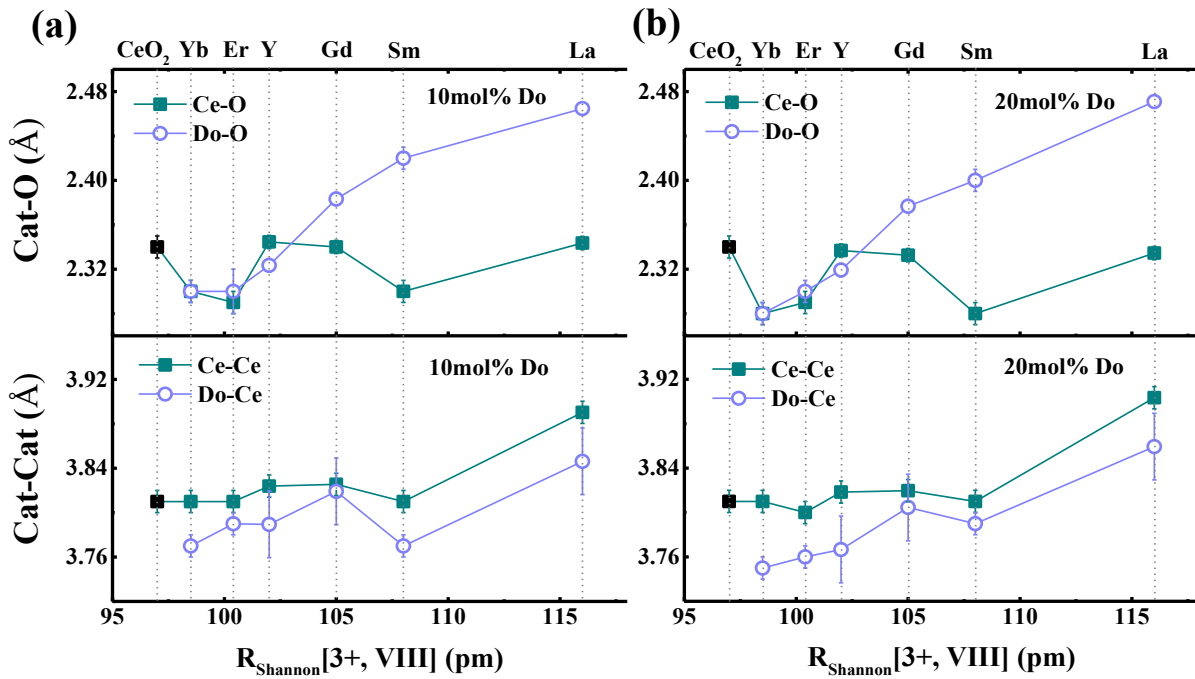 (a)
CeO2 Yb Er Y Gd Sm La
2.48
2.40
2.32
Cat-O (Å)
Ce-O
Do-O
10mol% Do
3.92
3.84
3.76
Cat-Cat (Å)
Ce-Ce
Do-Ce
10mol% Do
95 100 105 110 115
RShannon[3+, VIII] (pm)
(b)
CeO2 Yb Er Y Gd Sm La
2.48
2.40
2.32
Cat-O (Å)
Ce-O
Do-O
20mol% Do
3.92
3.84
3.76
Cat-Cat (Å)
Ce-Ce
Do-Ce
20mol% Do
95 100 105 110 115
RShannon[3+, VIII] (pm)